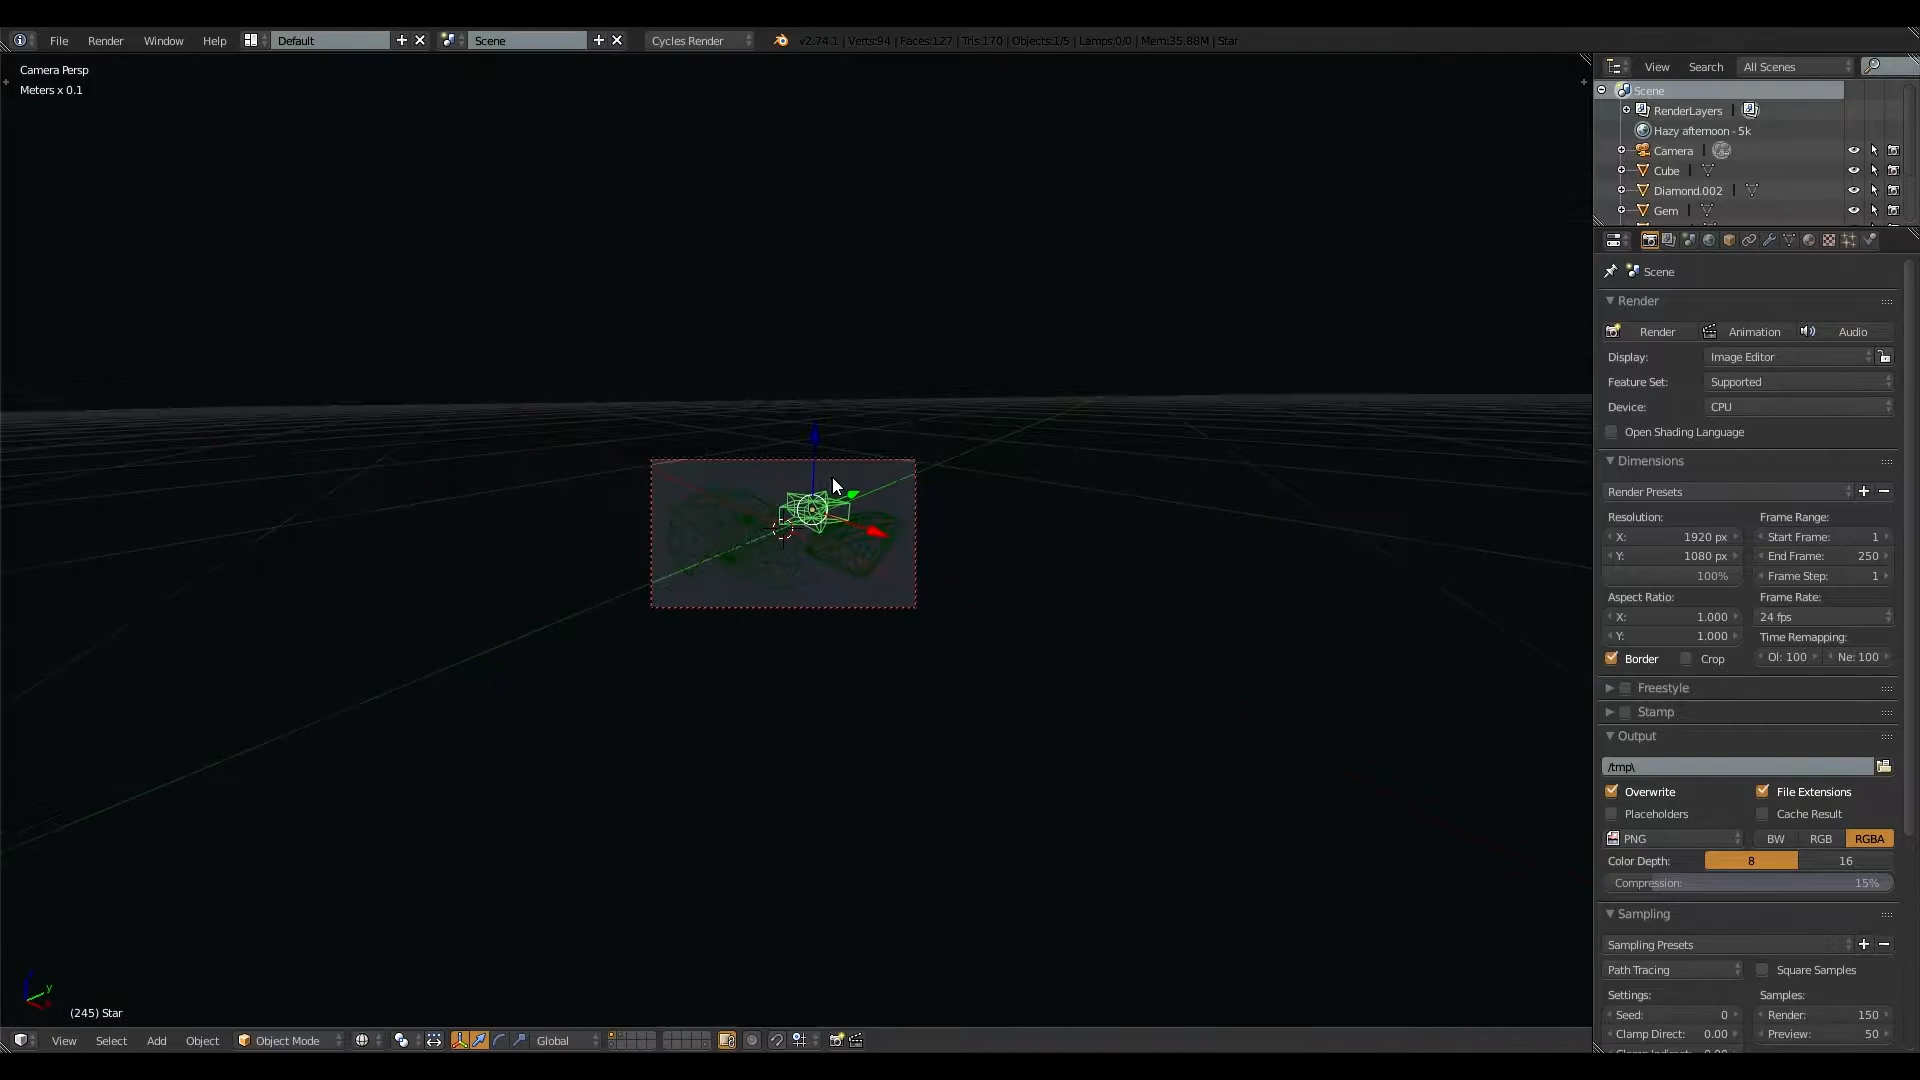 File Render Window Help Default Scene Cycles Render v2.74.1 | Verts:94 | Faces:127 | Tris:170 | Objects:1/5 | Lamps:0/0 | Mem:35.88M | Star
Camera Persp
Meters x 0.1
View Search All Scenes
Scene
RenderLayers
Hazy afternoon - 5k
Camera
Cube
Diamond.002
Gem
Scene
Render
Render Animation Audio
Display: Image Editor
Feature Set: Supported
Device: CPU
Open Shading Language
Dimensions
Render Presets
Resolution: Frame Range:
X: 1920 px Start Frame: 1
Y: 1080 px End Frame: 250
100% Frame Step: 1
Aspect Ratio: Frame Rate:
X: 1.000 24 fps
Y: 1.000 Time Remapping:
Border Crop Ol: 100 Ne: 100
Freestyle
Stamp
Output
/tmp\
Overwrite File Extensions
Placeholders Cache Result
PNG BW RGB RGBA
Color Depth: 8 16
Compression: 15%
Sampling
Sampling Presets
Path Tracing Square Samples
Settings: Samples:
Seed: 0 Render: 150
Clamp Direct: 0.00 Preview: 50
y
(245) Star
View Select Add Object Object Mode Global